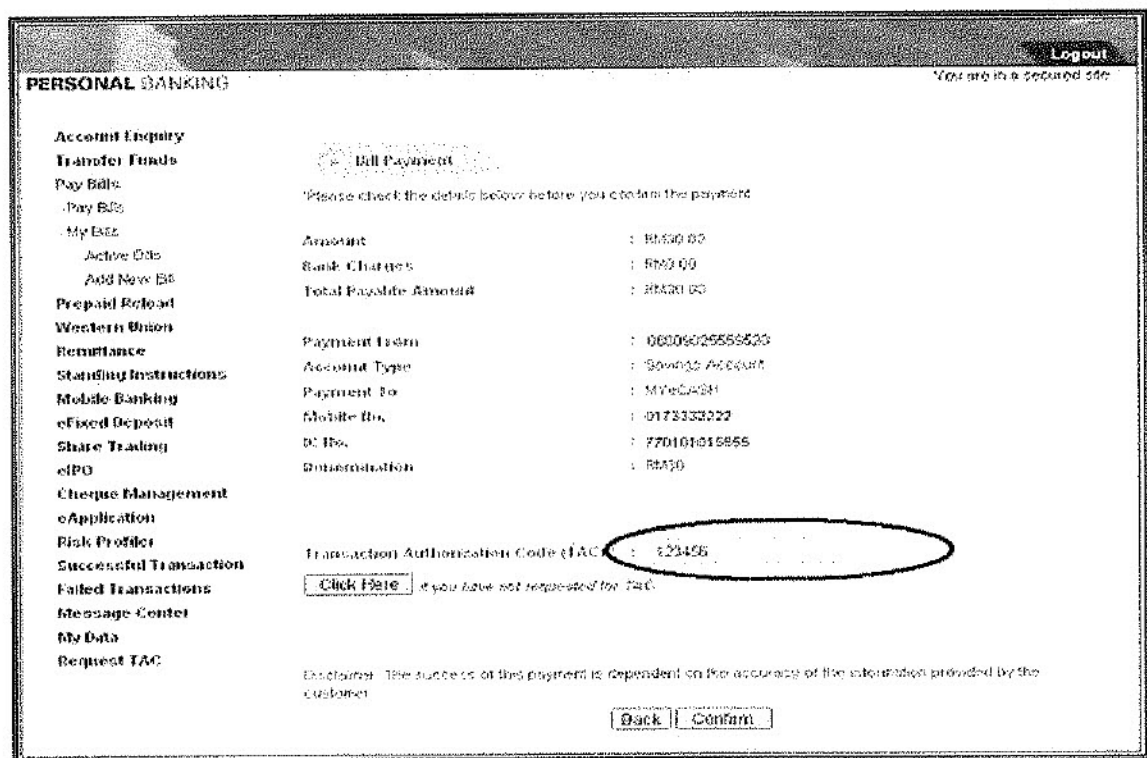 Logout
PERSONAL BANKING
You are in a secured site
Account Enquiry
Transfer Funds
Pay Bills
-Pay Bills
-My Bills
Active Bills
Add New Bill
Prepaid Reload
Western Union
Remittance
Standing Instructions
Mobile Banking
eFixed Deposit
Share Trading
eIPO
Cheque Management
eApplication
Risk Profiler
Successful Transaction
Failed Transactions
Message Center
My Data
Request TAC
Bill Payment
*Please check the details below before you confirm the payment
Amount : RM30.00
Bank Charges : RM0.00
Total Payable Amount : RM30.00
Payment From :
Account Type : Savings Account
Payment To : MYeCASH
Mobile No. : 0173333222
IC No. :
Denomination : RM30
Transaction Authorization Code (TAC) : 123456
Click Here if you have not requested for TAC.
Disclaimer: The success of this payment is dependent on the accuracy of the information provided by the
customer
Back Confirm